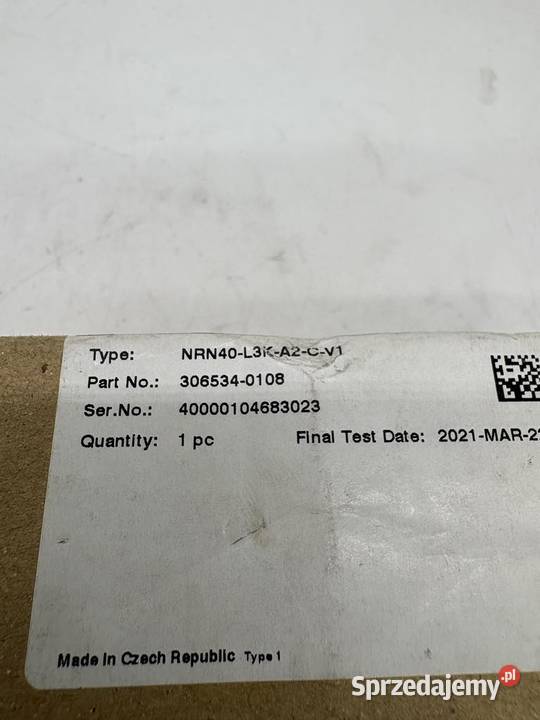 Type: NRN40-L3K-A2-C-V1
Part No.: 306534-0108
Ser.No.: 40000104683023
Quantity: 1 pc Final Test Date: 2021-MAR-2
Made in Czech Republic Type 1
Sprzedajemy.pl